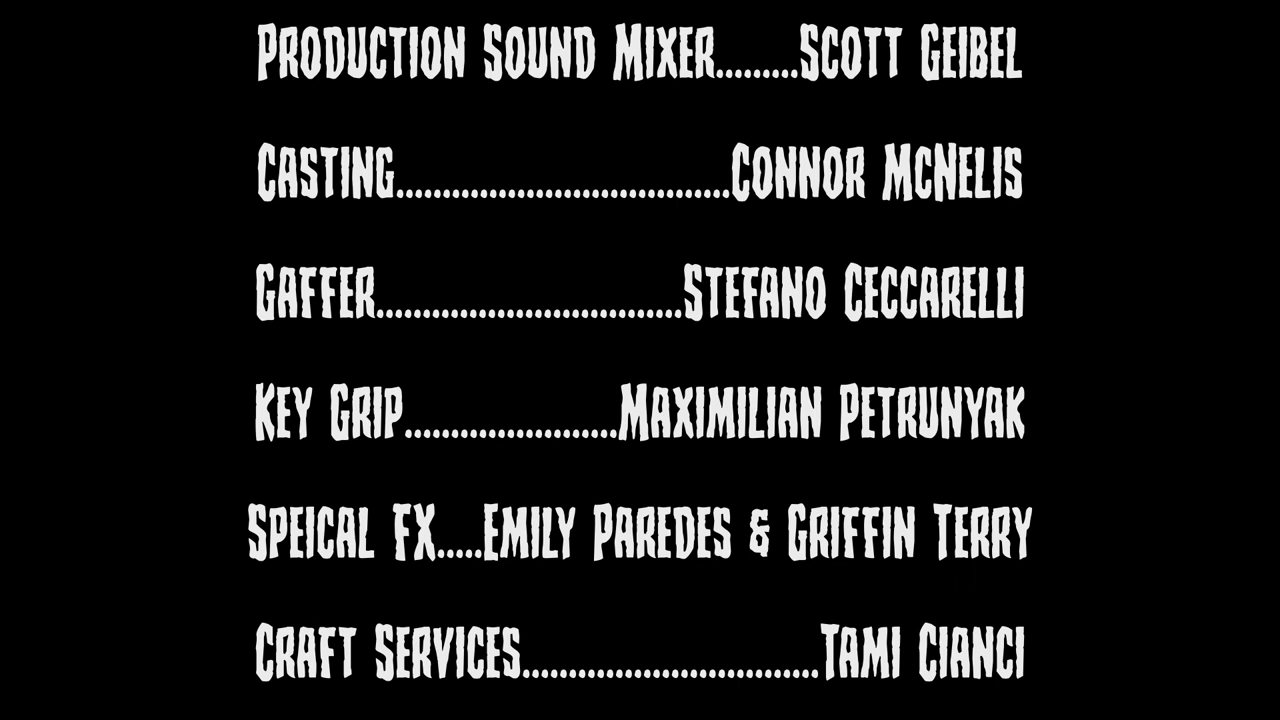 Production Sound Mixer.........Scott Geibel
Casting....................................Connor McNelis
Gaffer.................................Stefano Ceccarelli
Key Grip.......................Maximilian Petrunyak
Speical FX.....Emily Paredes & Griffin Terry
Craft Services................................Tami Cianci